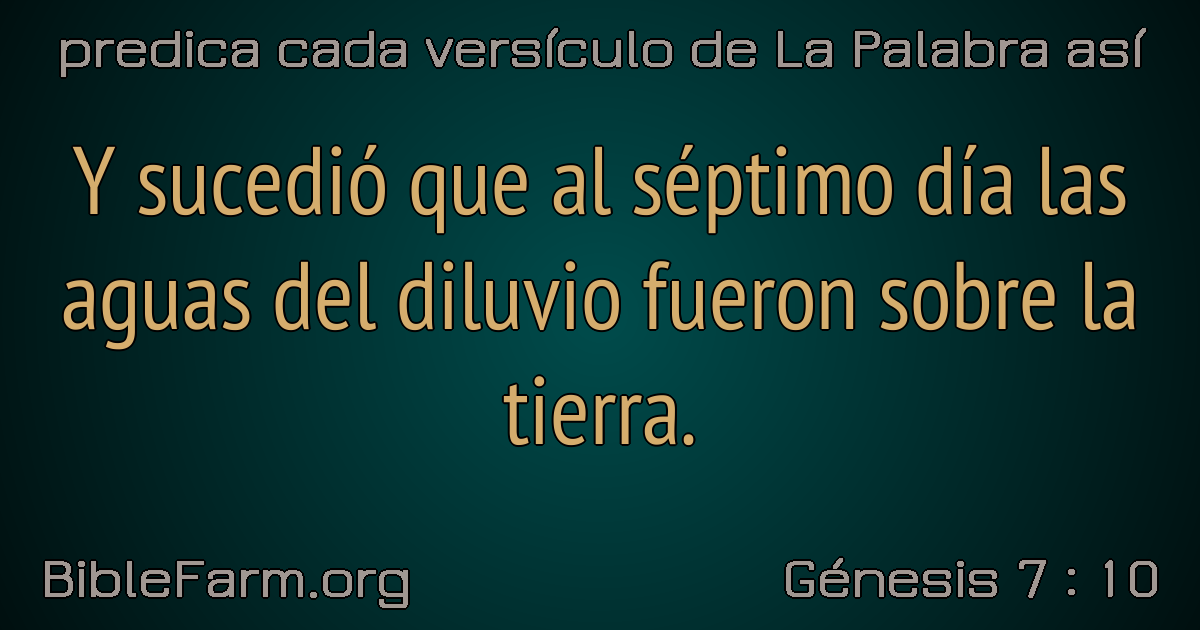 predica cada versículo de La Palabra así
Y sucedió que al séptimo día las
aguas del diluvio fueron sobre la
tierra.
BibleFarm.org
Génesis 7 : 10